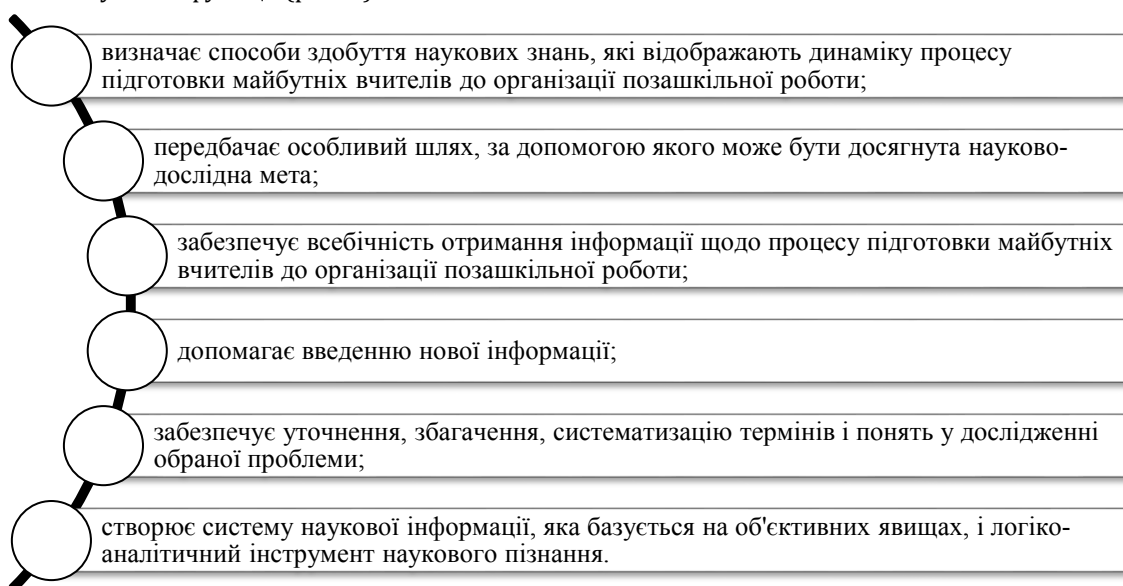 визначає способи здобуття наукових знань, які відображають динаміку процесу
підготовки майбутніх вчителів до організації позашкільної роботи;
передбачає особливий шлях, за допомогою якого може бути досягнута науково-
дослідна мета;
забезпечує всебічність отримання інформації щодо процесу підготовки майбутніх
вчителів до організації позашкільної роботи;
допомагає введенню нової інформації;
забезпечує уточнення, збагачення, систематизацію термінів і понять у дослідженні
обраної проблеми;
створює систему наукової інформації, яка базується на об'єктивних явищах, і логіко-
аналітичний інструмент наукового пізнання.